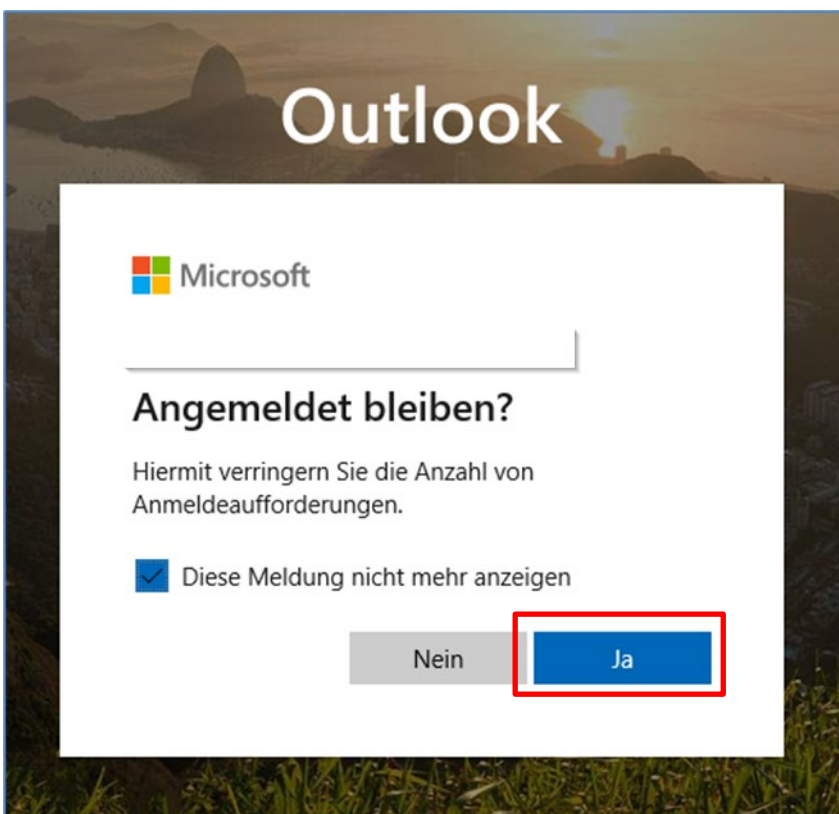 Outlook
Microsoft
Angemeldet bleiben?
Hiermit verringern Sie die Anzahl von
Anmeldeaufforderungen.
Diese Meldung nicht mehr anzeigen
Nein
Ja